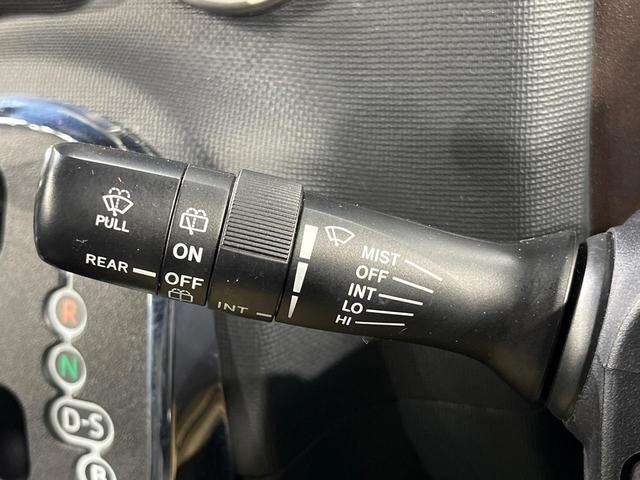 PULL
REAR
ON
OFF
INT
MIST
OFF
INT
LO
HI
R
N
D-S
B